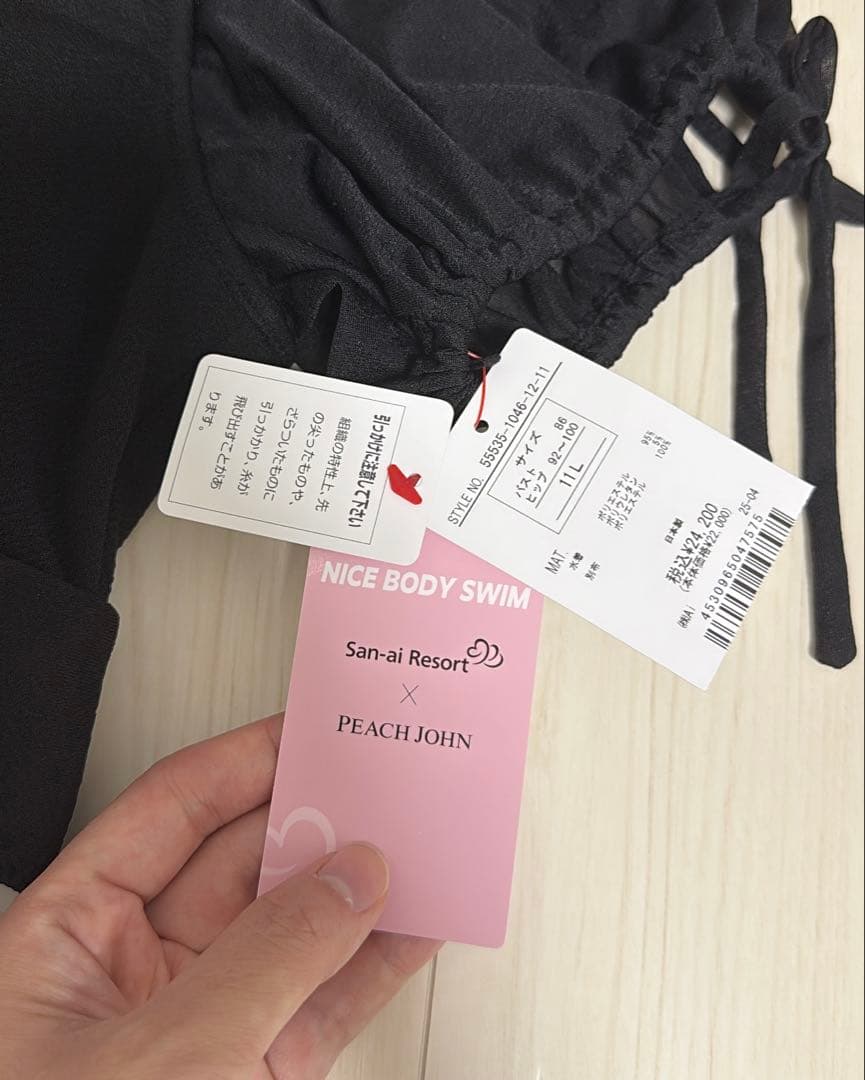 引っかけに注意して下さい
組織の特性上、先
の尖ったものや、
ざらついたものに
引っかかり、糸が
飛び出すことがあ
ります。
STYLE NO. 55535-1046-12-11
バストサイズ 86
ヒップ 92~100
11L
MAT.
水着 ポリエステル 95%
ポリウレタン 5%
別布 ポリエステル 100%
日本製
税込¥24,200
(本体価格¥22,000)
25-04
(株)A)
4530965047575
NICE BODY SWIM
San-ai Resort
×
PEACH JOHN